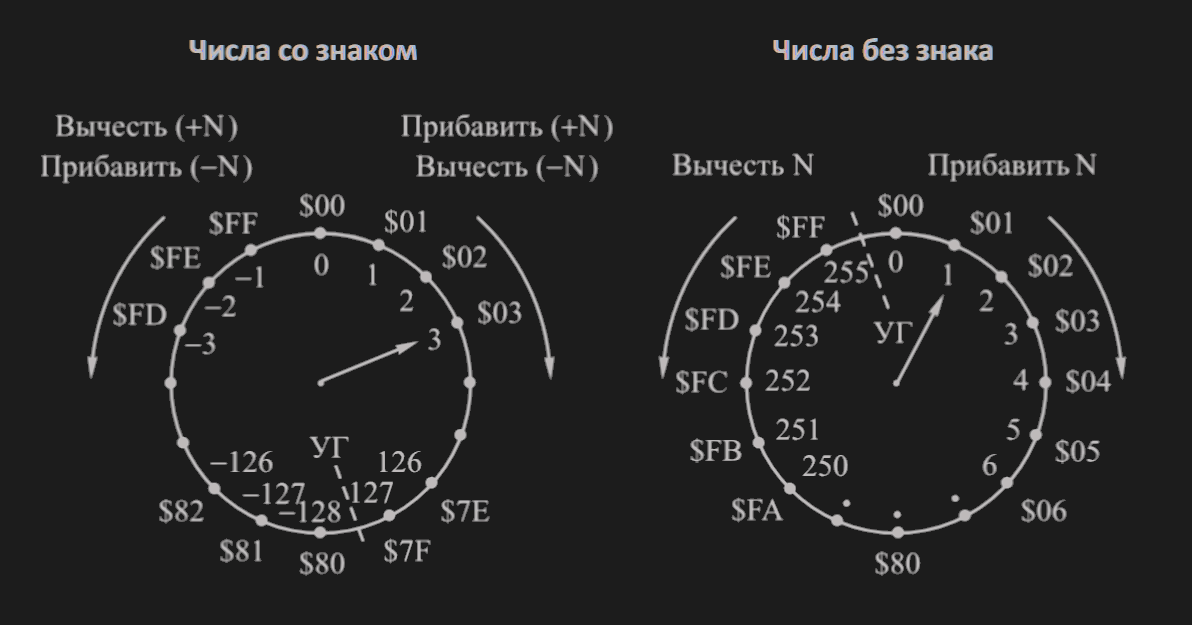 Числа со знаком
Вычесть (+N)
Прибавить (−N)
Прибавить (+N)
Вычесть (−N)
$00
$01
$02
$03
$7E
$7F
$80
$81
$82
$FD
$FE
$FF
0
1
2
3
126
127
−128
−127
−126
−3
−2
−1
УГ
Числа без знака
Вычесть N
Прибавить N
$00
$01
$02
$03
$04
$05
$06
$80
$FA
$FB
$FC
$FD
$FE
$FF
0
1
2
3
4
5
6
250
251
252
253
254
255
УГ